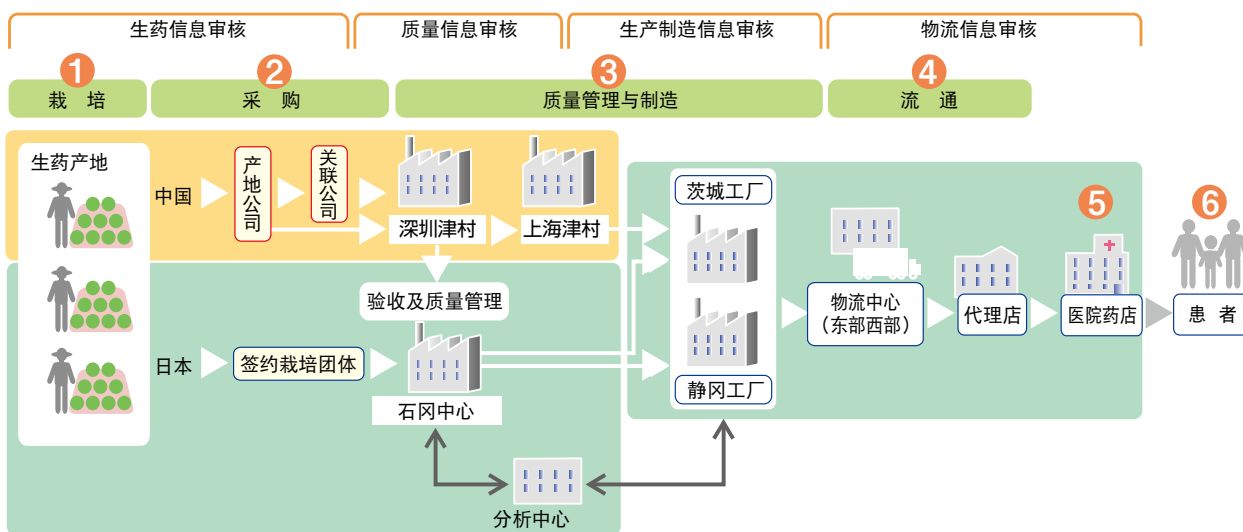 生药信息审核
质量信息审核
生产制造信息审核
物流信息审核
1
2
3
4
栽 培
采 购
质量管理与制造
流 通
生药产地
中国
产地公司
关联公司
深圳津村
上海津村
验收及质量管理
日本
签约栽培团体
石冈中心
分析中心
茨城工厂
静冈工厂
物流中心
(东部西部)
代理店
5
医院药店
6
患 者